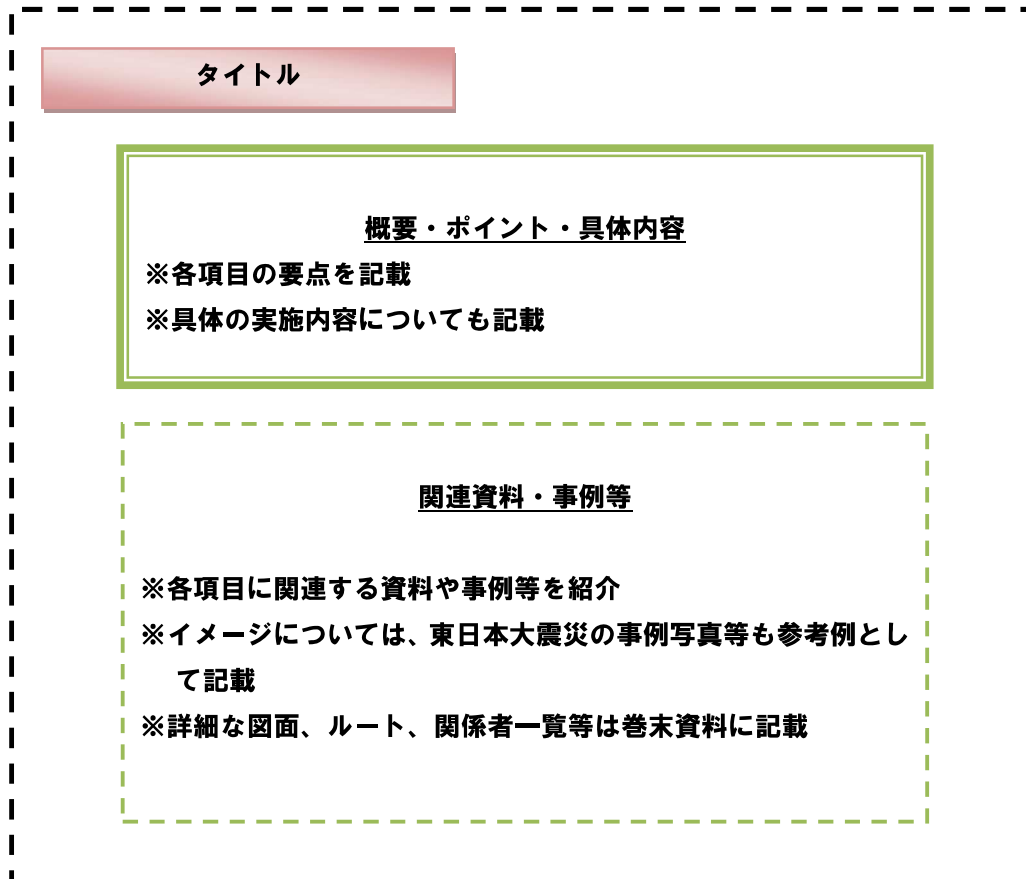 タイトル
概要・ポイント・具体内容
※各項目の要点を記載
※具体の実施内容についても記載
関連資料・事例等
※各項目に関連する資料や事例等を紹介
※イメージについては、東日本大震災の事例写真等も参考例とし
て記載
※詳細な図面、ルート、関係者一覧等は巻末資料に記載